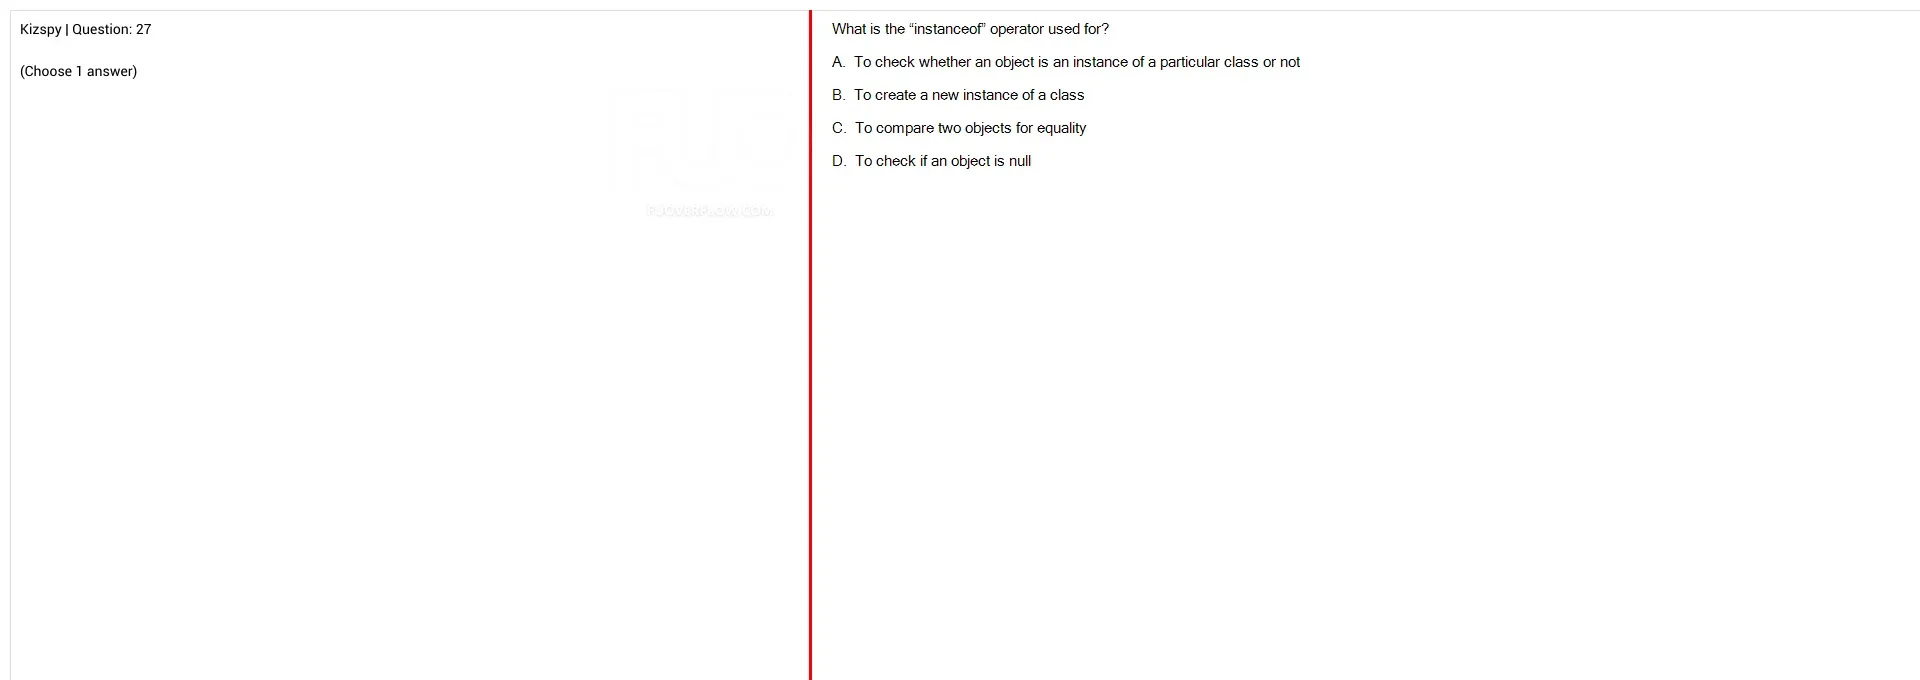 Kizspy | Question: 27
(Choose 1 answer)
What is the “instanceof” operator used for?
A. To check whether an object is an instance of a particular class or not
B. To create a new instance of a class
C. To compare two objects for equality
D. To check if an object is null
FUOVERFLOW.COM